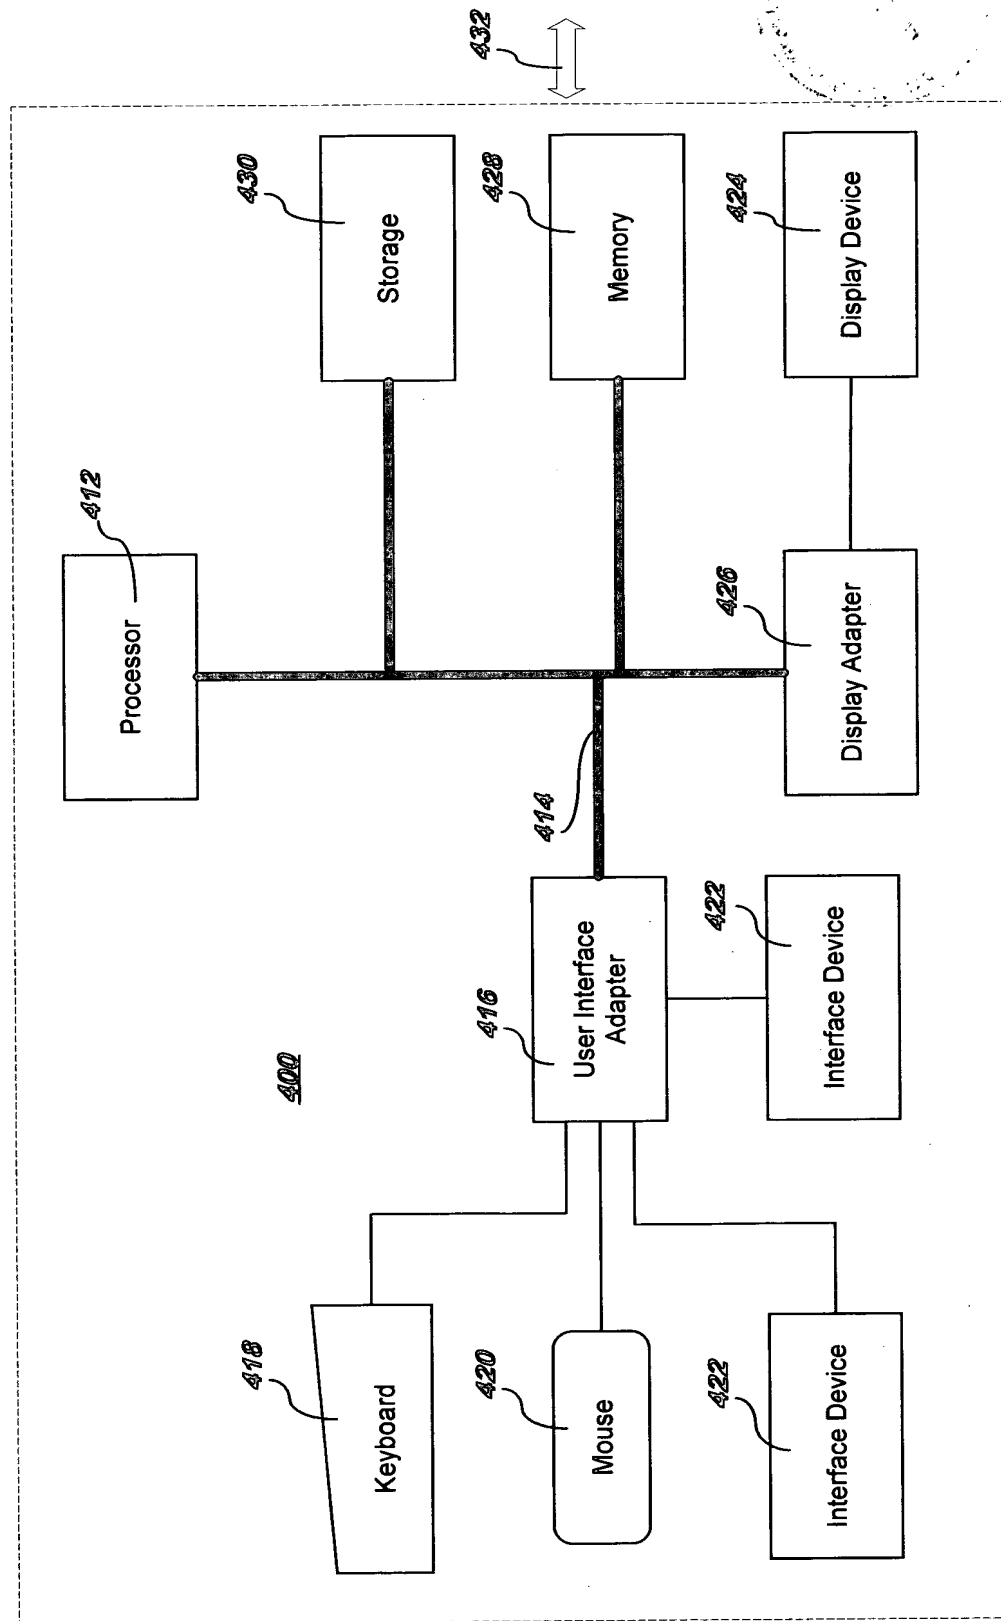 400
412
Processor
430
Storage
432
418
Keyboard
416
User Interface
Adapter
414
428
Memory
420
Mouse
422
Interface Device
422
Interface Device
426
Display Adapter
424
Display Device